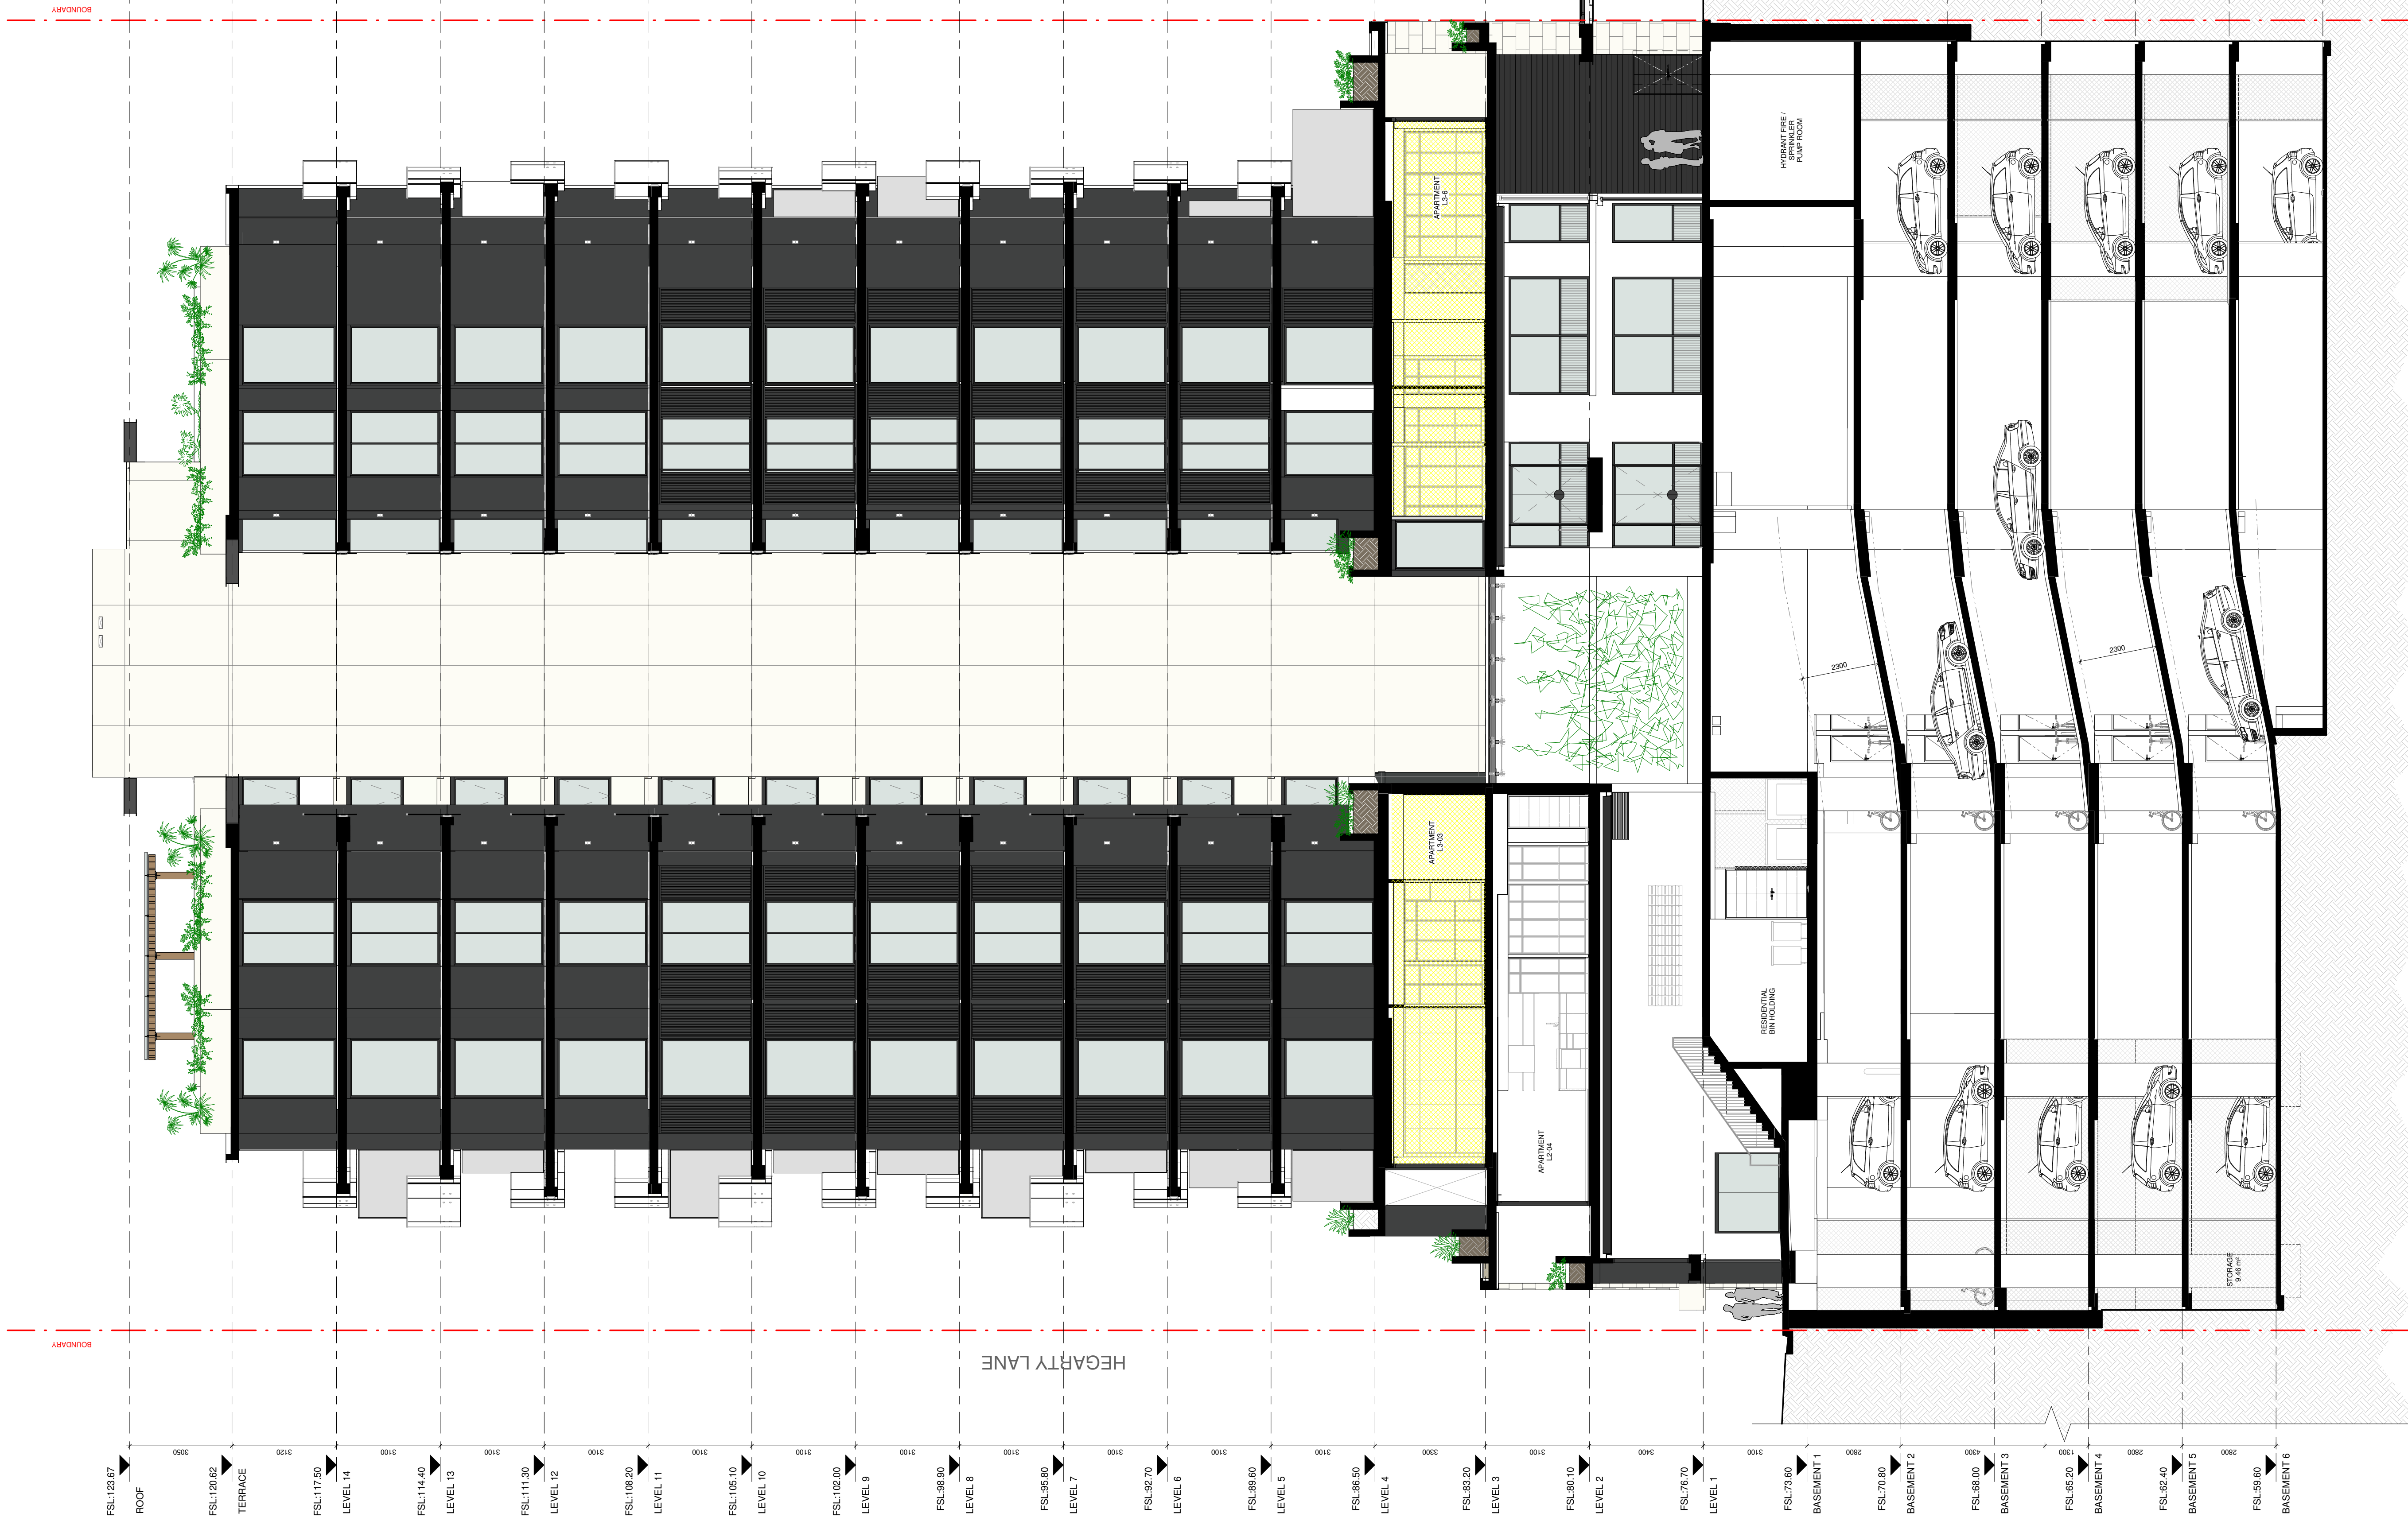 BOUNDARY
BOUNDARY
HEGARTY LANE
APARTMENT
L3-6
APARTMENT
L3-03
APARTMENT
L2-04
HYDRANT FIRE /
SPRINKLER
PUMP ROOM
RESIDENTIAL
BIN HOLDING
STORAGE
9.46 m²
2300
2300
3050
3120
3100
3100
3100
3100
3100
3100
3100
3100
3100
3100
3300
3100
3400
3100
2800
4300
1300
2800
2800
FSL:123.67
ROOF
FSL:120.62
TERRACE
FSL:117.50
LEVEL 14
FSL:114.40
LEVEL 13
FSL:111.30
LEVEL 12
FSL:108.20
LEVEL 11
FSL:105.10
LEVEL 10
FSL:102.00
LEVEL 9
FSL:98.90
LEVEL 8
FSL:95.80
LEVEL 7
FSL:92.70
LEVEL 6
FSL:89.60
LEVEL 5
FSL:86.50
LEVEL 4
FSL:83.20
LEVEL 3
FSL:80.10
LEVEL 2
FSL:76.70
LEVEL 1
FSL:73.60
BASEMENT 1
FSL:70.80
BASEMENT 2
FSL:68.00
BASEMENT 3
FSL:65.20
BASEMENT 4
FSL:62.40
BASEMENT 5
FSL:59.60
BASEMENT 6